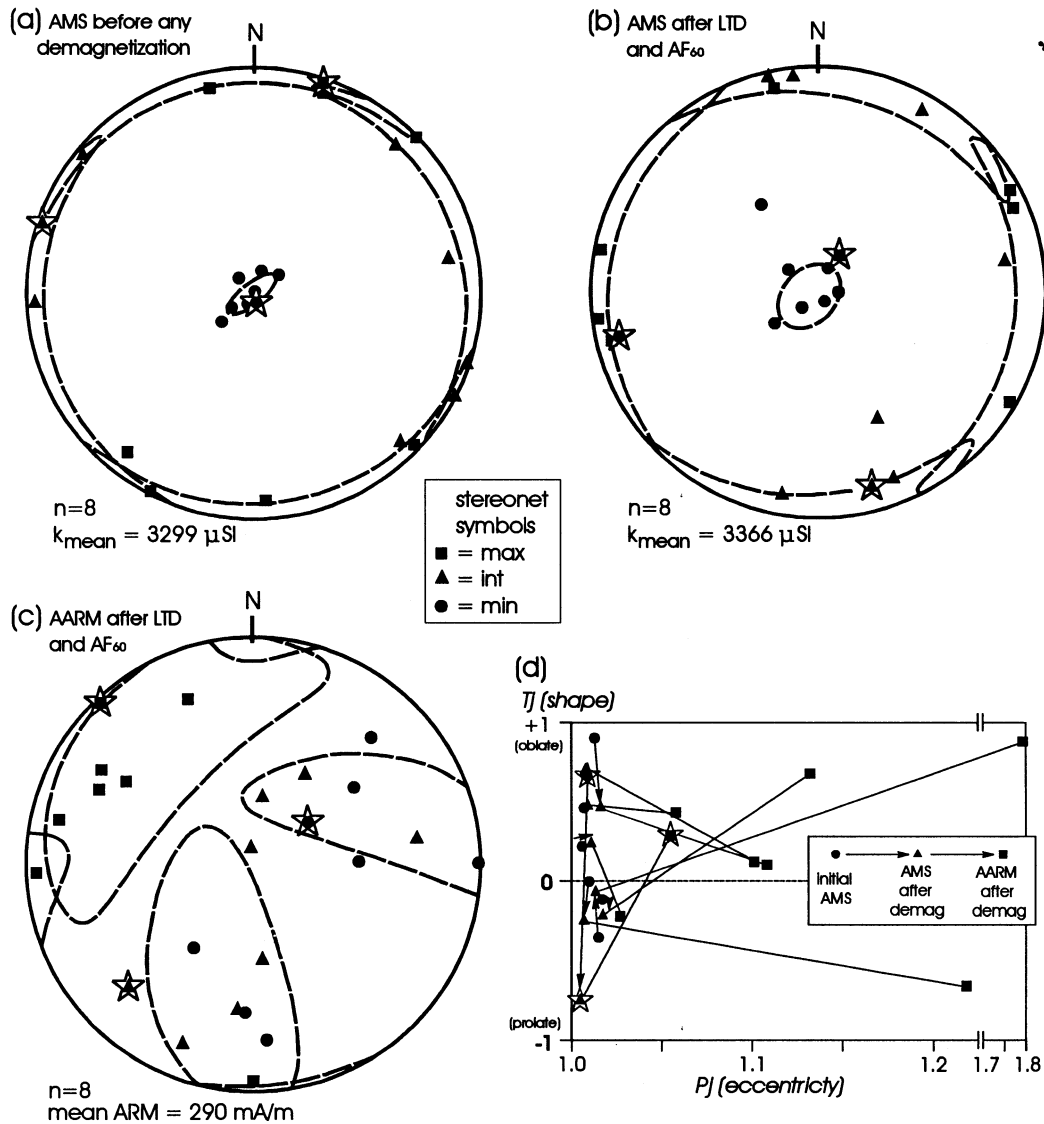 (a) AMS before any
demagnetization
N
n=8
kmean = 3299 µSI
(b) AMS after LTD
and AF60
N
n=8
kmean = 3366 µSI
stereonet
symbols
= max
= int
= min
(c) AARM after LTD
and AF60
N
n=8
mean ARM = 290 mA/m
(d)
Tj (shape)
+1
(oblate)
0
(prolate)
-1
1.0 1.1 1.2 1.7 1.8
Pj (eccentricty)
initial
AMS
AMS
after
demag
AARM
after
demag